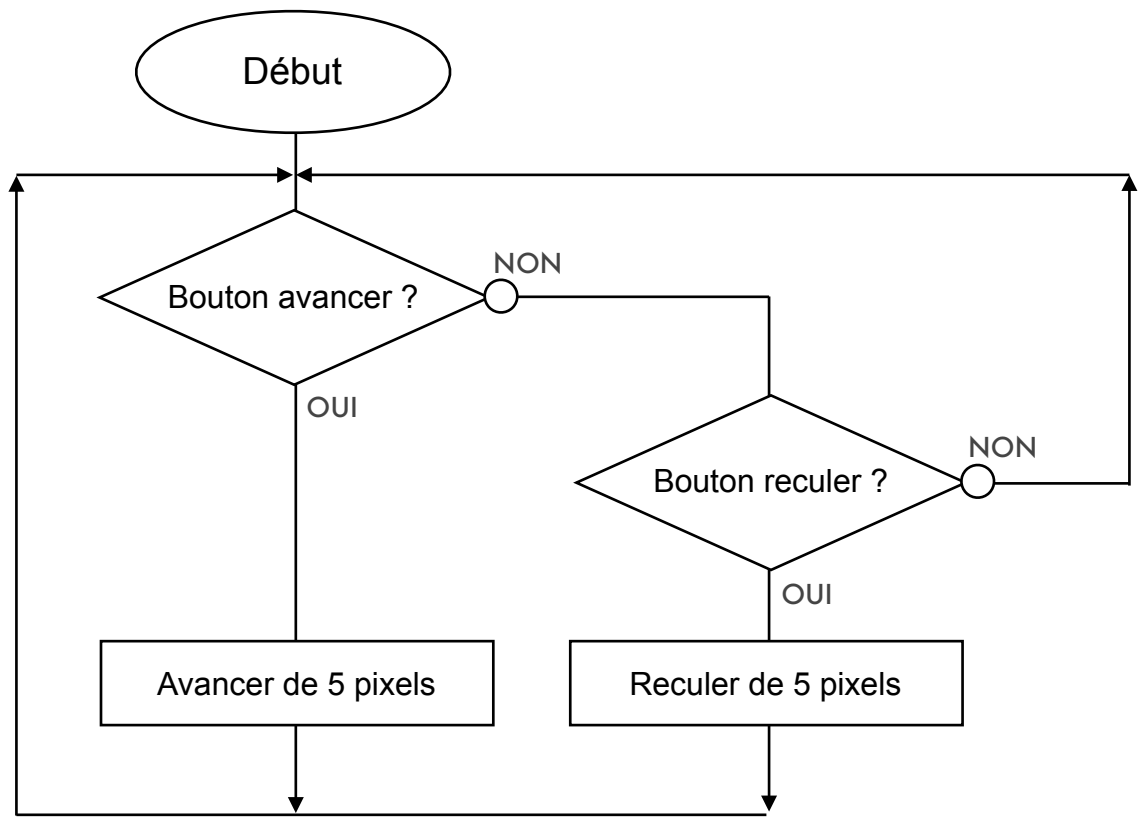 Début
NON
Bouton avancer ?
OUI
NON
Bouton reculer ?
OUI
Avancer de 5 pixels
Reculer de 5 pixels